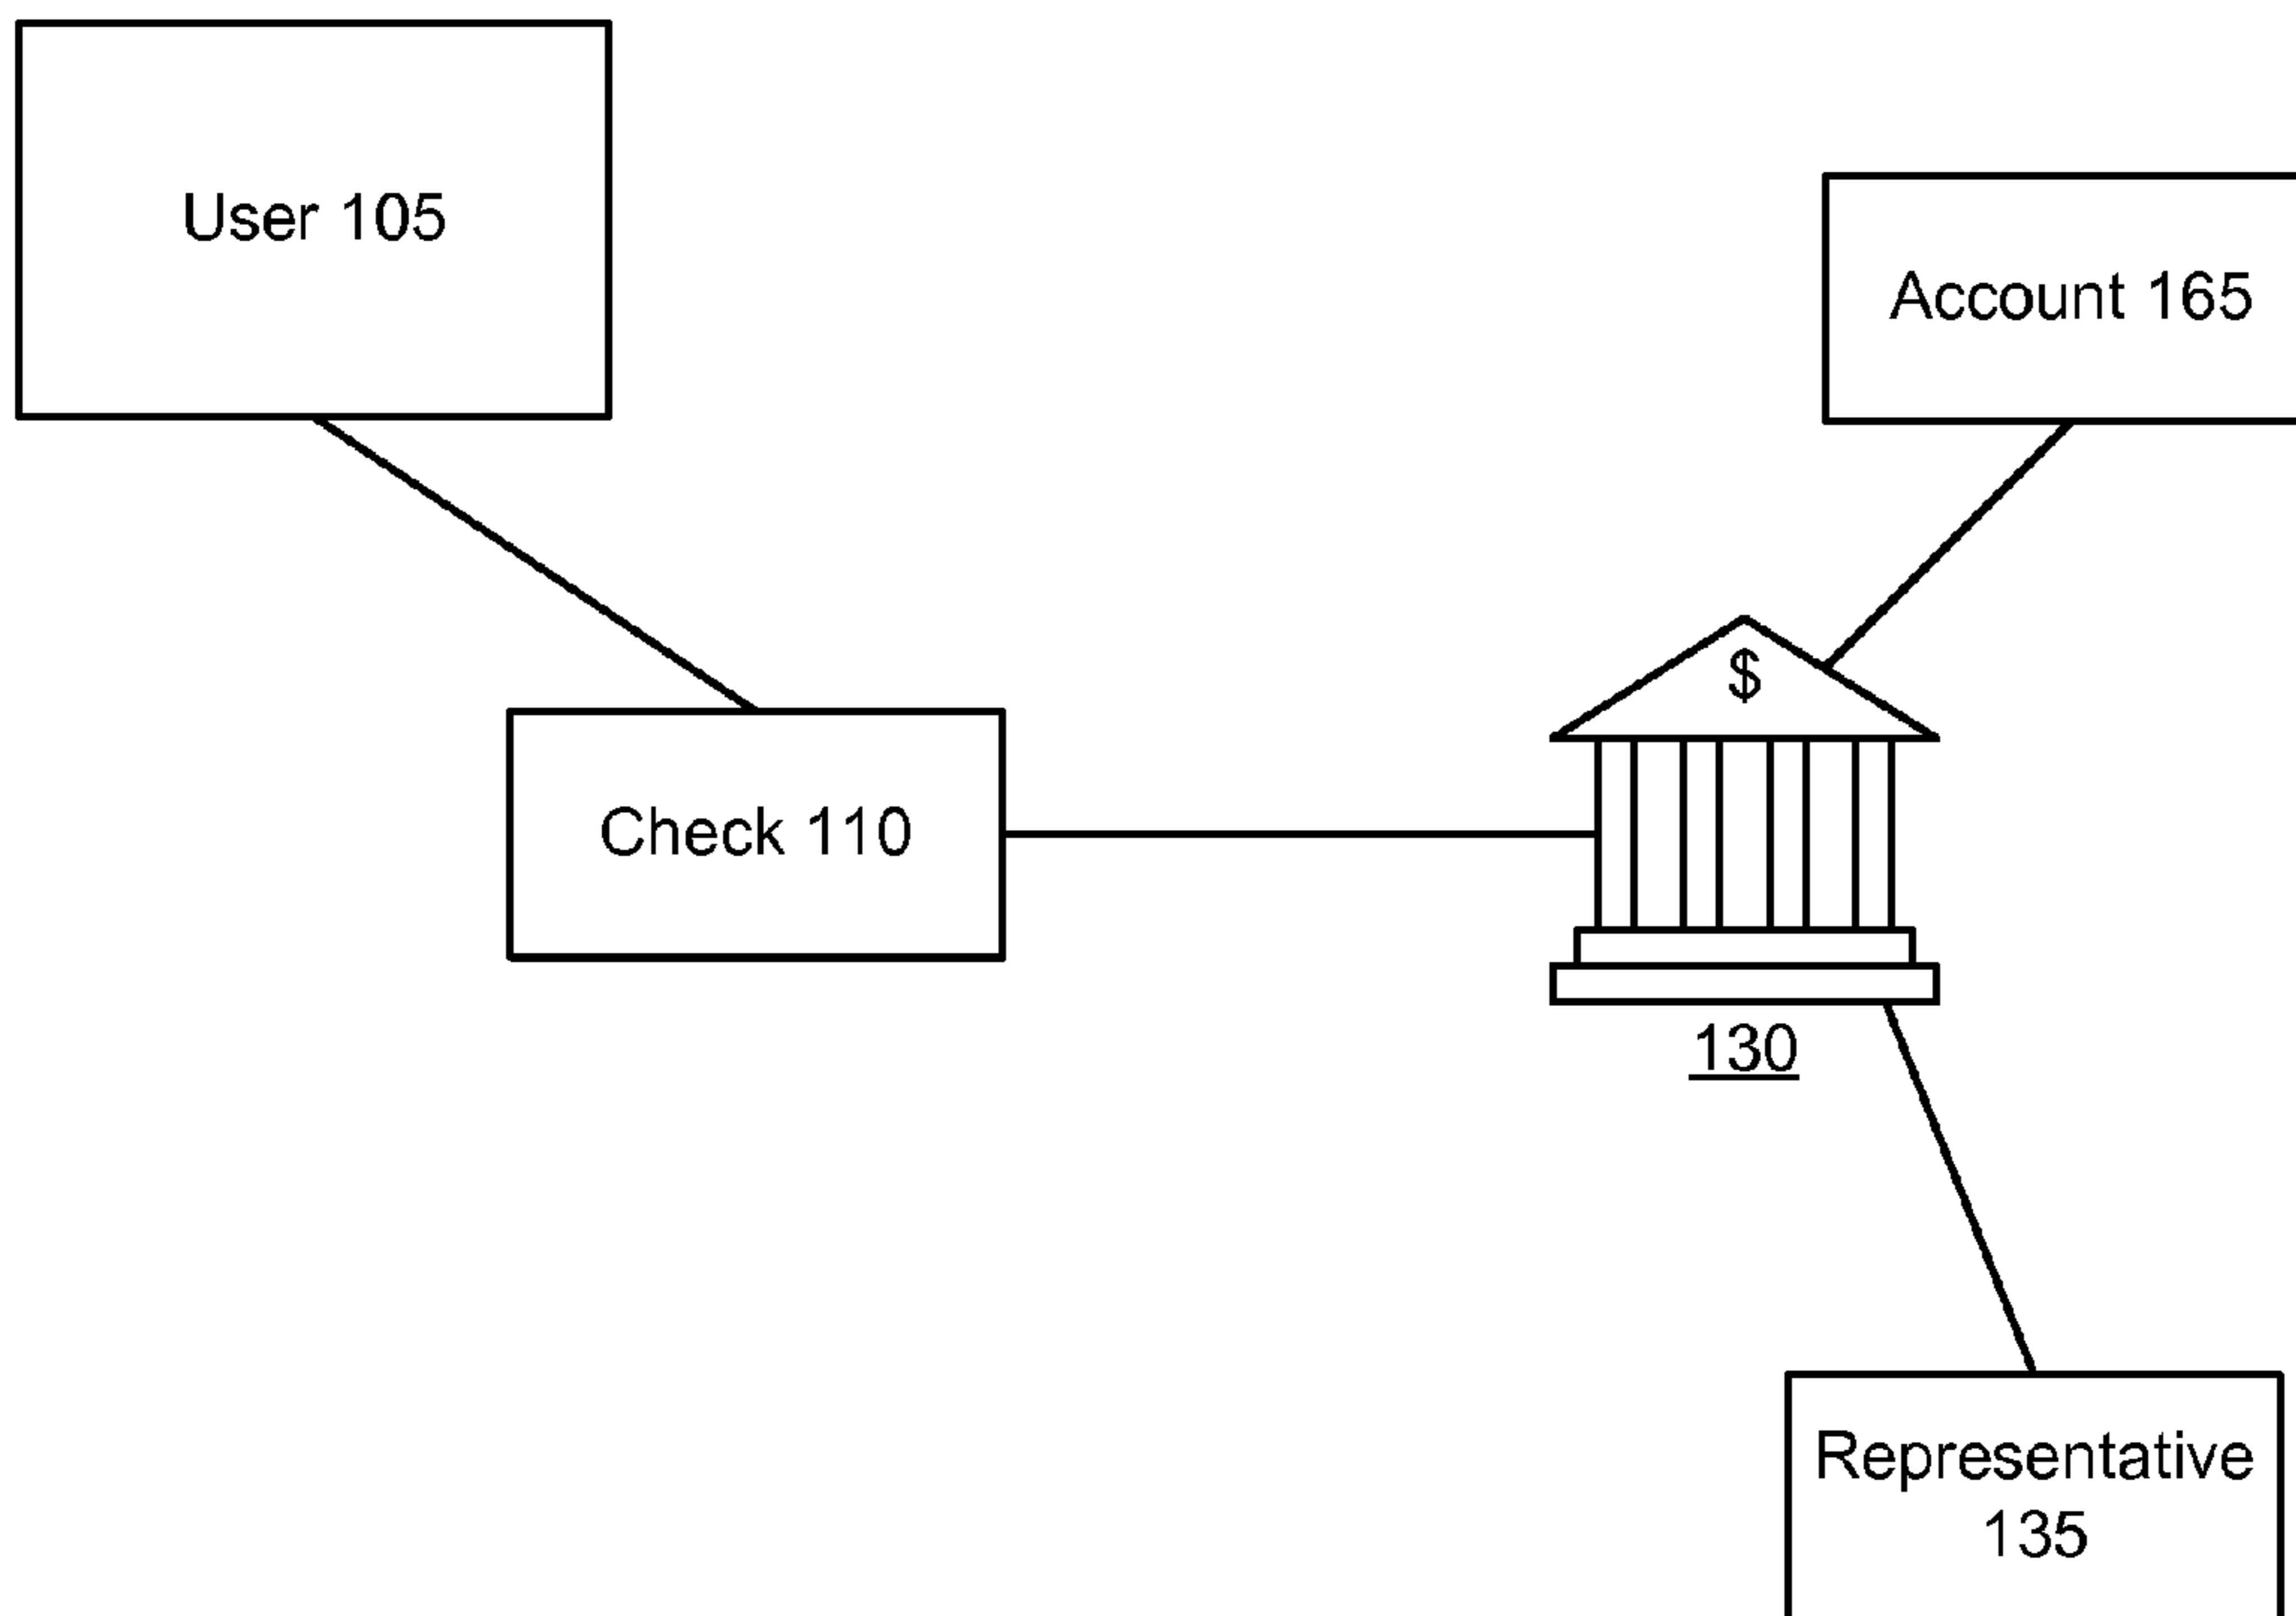 User 105
Account 165
$
Check 110
130
Representative
135